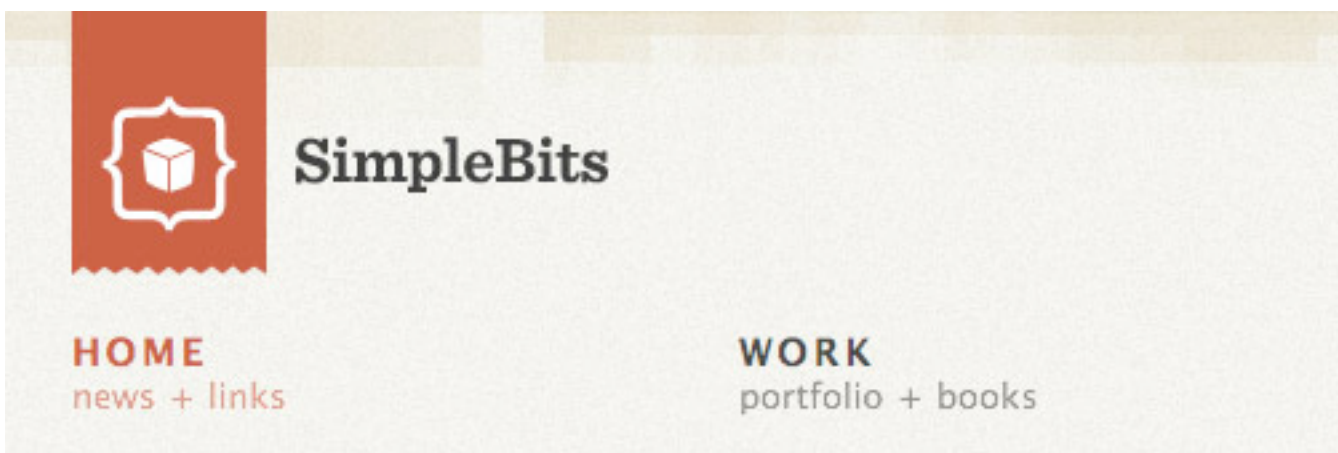 SimpleBits
HOME
news + links
WORK
portfolio + books